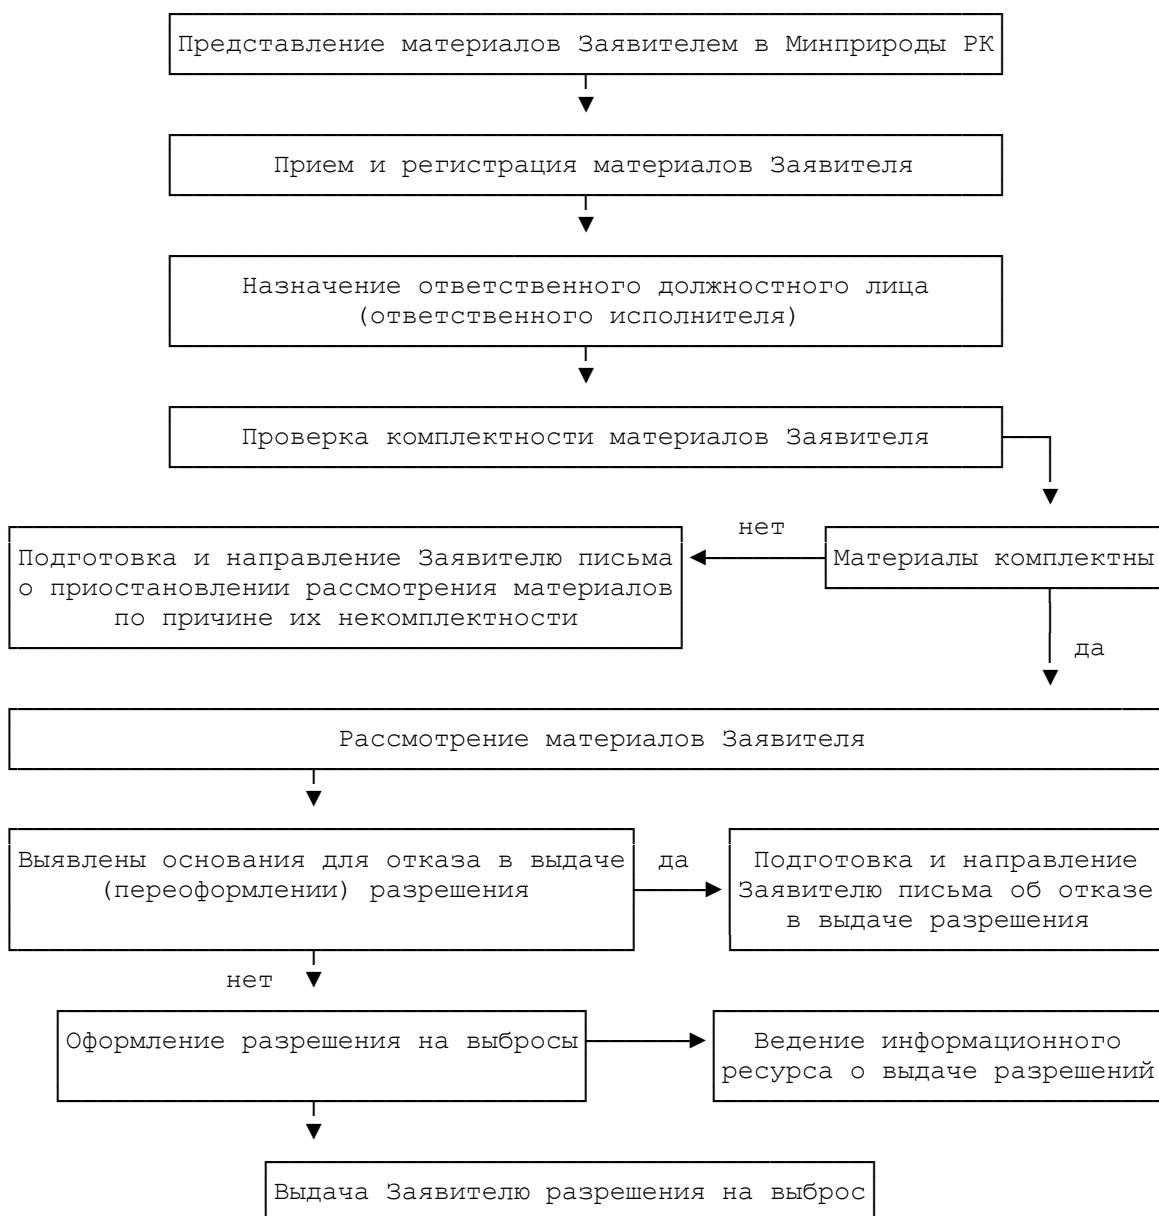 Представление материалов Заявителем в Минприроды РК
Прием и регистрация материалов Заявителя
Назначение ответственного должностного лица
(ответственного исполнителя)
Проверка комплектности материалов Заявителя
нет
Подготовка и направление Заявителю письма
о приостановлении рассмотрения материалов
по причине их некомплектности
Материалы комплектны
да
Рассмотрение материалов Заявителя
Выявлены основания для отказа в выдаче
(переоформлении) разрешения
да
Подготовка и направление
Заявителю письма об отказе
в выдаче разрешения
нет
Оформление разрешения на выбросы
Ведение информационного
ресурса о выдаче разрешений
Выдача Заявителю разрешения на выброс